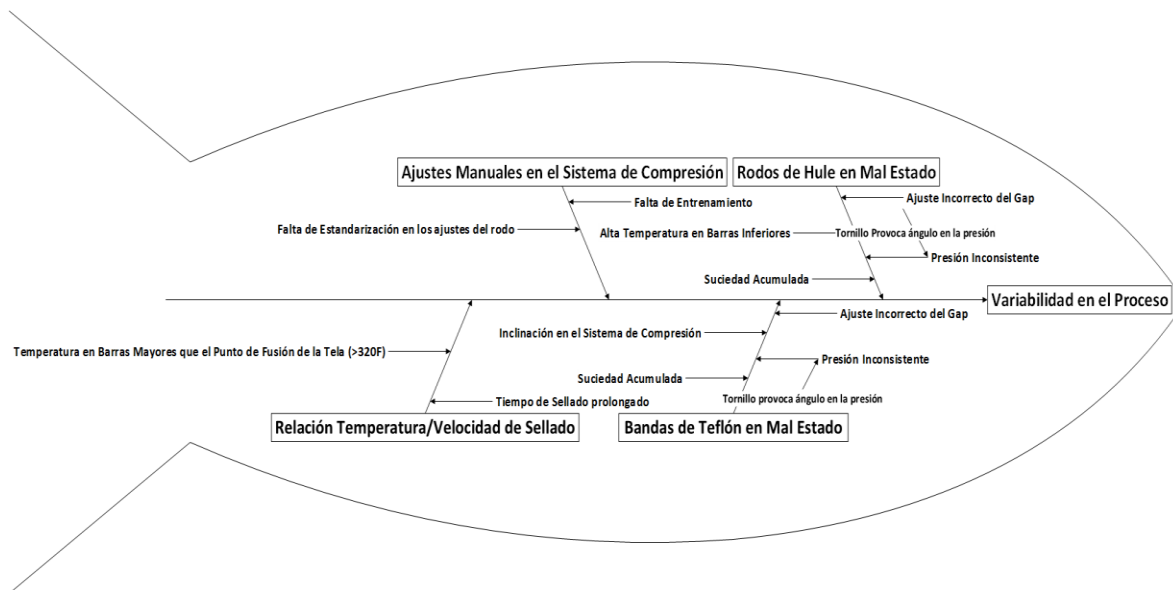 Ajustes Manuales en el Sistema de Compresión
Rodos de Hule en Mal Estado
Falta de Entrenamiento
Ajuste Incorrecto del Gap
Falta de Estandarización en los ajustes del rodo
Alta Temperatura en Barras Inferiores
Tornillo Provoca ángulo en la presión
Presión Inconsistente
Suciedad Acumulada
Variabilidad en el Proceso
Ajuste Incorrecto del Gap
Inclinación en el Sistema de Compresión
Temperatura en Barras Mayores que el Punto de Fusión de la Tela (>320F)
Presión Inconsistente
Suciedad Acumulada
Tiempo de Sellado prolongado
Tornillo provoca ángulo en la presión
Relación Temperatura/Velocidad de Sellado
Bandas de Teflón en Mal Estado